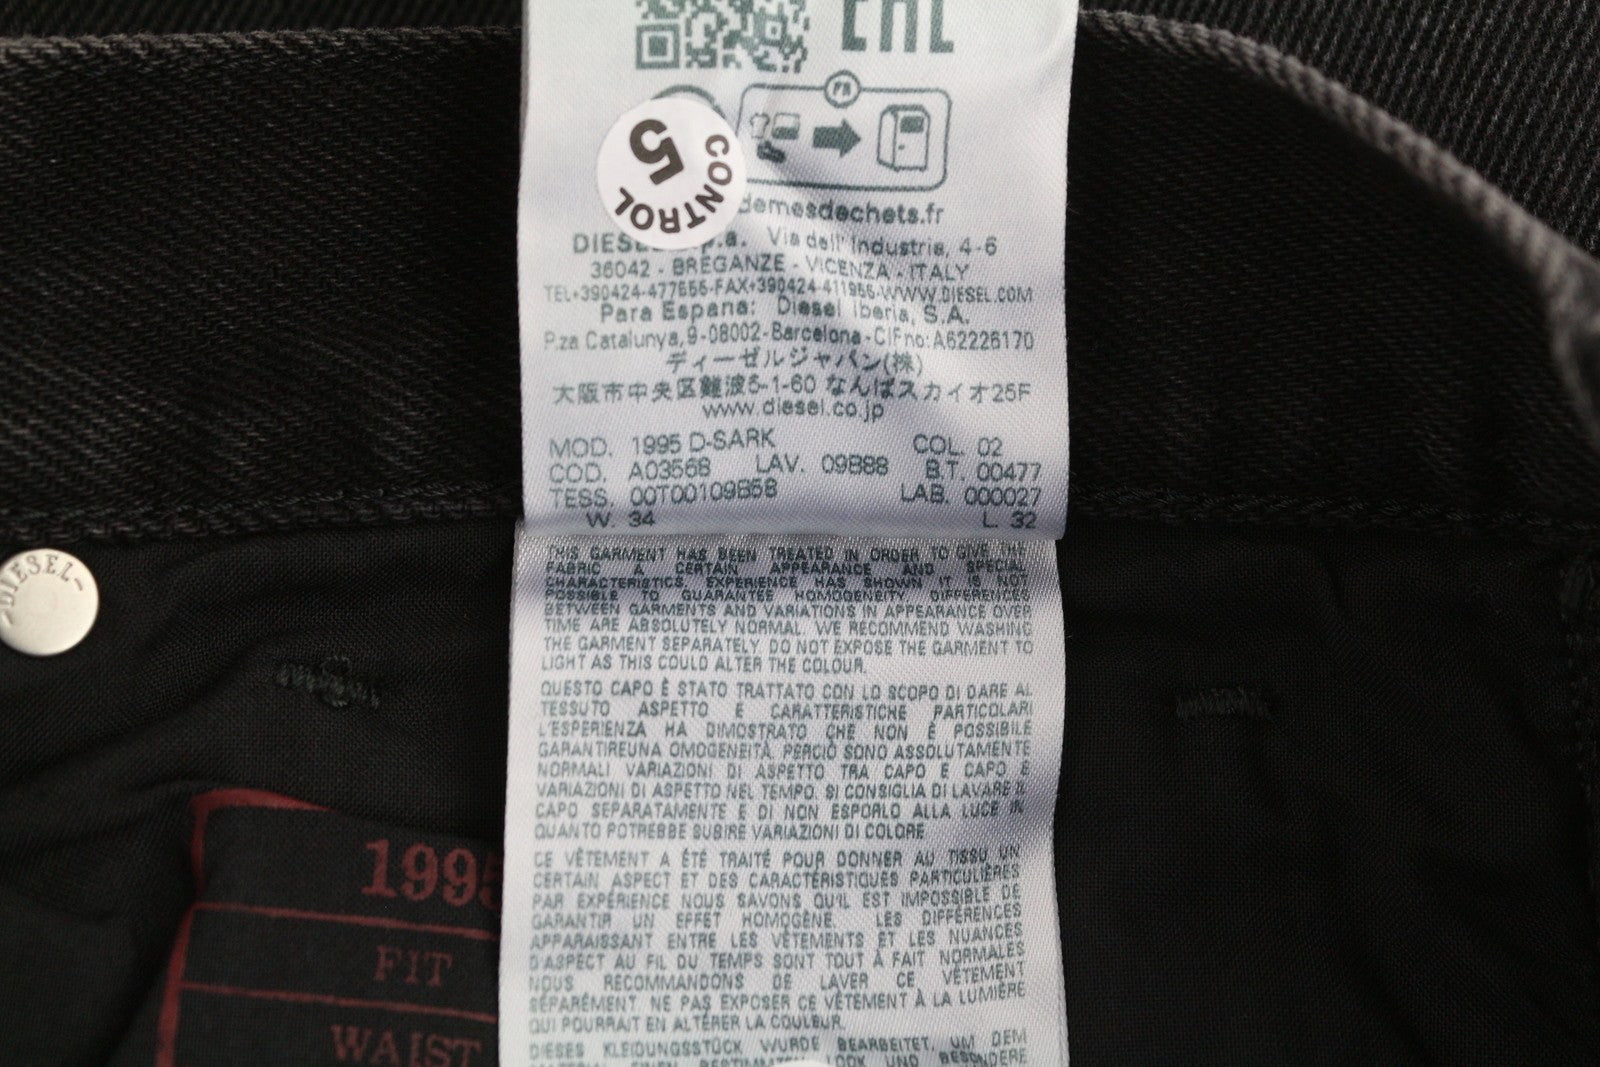 EAC
FR
CONTROL
5
demesdechets.fr
Via dell' Industria, 4-6
36042 - BREGANZE - VICENZA - ITALY
TEL+390424-477555-FAX+390424-411955-WWW.DIESEL.COM
Para Espana: Diesel Iberia, S.A.
P.za Catalunya,9-08002-Barcelona-CIFno:A62226170
ディーゼルジャパン(株)
大阪市中央区難波5-1-60 なんばスカイオ25F
www.diesel.co.jp
MOD. 1995 D-SARK COL. 02
COD. A03568 LAV. 09B88 B.T. 00477
TESS. 00T00109B58 LAB. 000027
W. 34 L. 32
THIS GARMENT HAS BEEN TREATED IN ORDER TO GIVE THE
FABRIC A CERTAIN APPEARANCE AND SPECIAL
CHARACTERISTICS. EXPERIENCE HAS SHOWN IT IS NOT
POSSIBLE TO GUARANTEE HOMOGENEITY DIFFERENCES
BETWEEN GARMENTS AND VARIATIONS IN APPEARANCE OVER
TIME ARE ABSOLUTELY NORMAL. WE RECOMMEND WASHING
THE GARMENT SEPARATELY. DO NOT EXPOSE THE GARMENT TO
LIGHT AS THIS COULD ALTER THE COLOUR.
QUESTO CAPO È STATO TRATTATO CON LO SCOPO DI DARE AL
TESSUTO ASPETTO E CARATTERISTICHE PARTICOLARI
L'ESPERIENZA HA DIMOSTRATO CHE NON È POSSIBILE
GARANTIREUNA OMOGENEITÀ. PERCIÒ SONO ASSOLUTAMENTE
NORMALI VARIAZIONI DI ASPETTO TRA CAPO E CAPO E
VARIAZIONI DI ASPETTO NEL TEMPO. SI CONSIGLIA DI LAVARE IL
CAPO SEPARATAMENTE E DI NON ESPORLO ALLA LUCE IN
QUANTO POTREBBE SUBIRE VARIAZIONI DI COLORE
CE VÊTEMENT A ÉTÉ TRAITÉ POUR DONNER AU TISSU UN
CERTAIN ASPECT ET DES CARACTÉRISTIQUES PARTICULIÈRES
PAR EXPÉRIENCE NOUS SAVONS QU'IL EST IMPOSSIBLE DE
GARANTIR UN EFFET HOMOGÈNE. LES DIFFÉRENCES
APPARAISSANT ENTRE LES VÊTEMENTS ET LES NUANCES
D'ASPECT AU FIL DU TEMPS SONT TOUT À FAIT NORMALES
NOUS RECOMMANDONS DE LAVER CE VÊTEMENT
SÉPARÉMENT NE PAS EXPOSER CE VÊTEMENT À LA LUMIÈRE
QUI POURRAIT EN ALTÉRER LA COULEUR.
DIESES KLEIDUNGSSTÜCK WURDE BEARBEITET, UM DEM
MATERIAL EINEN BESTIMMTEN LOOK UND BESONDERE
DIESEL
1995
FIT
WAIST